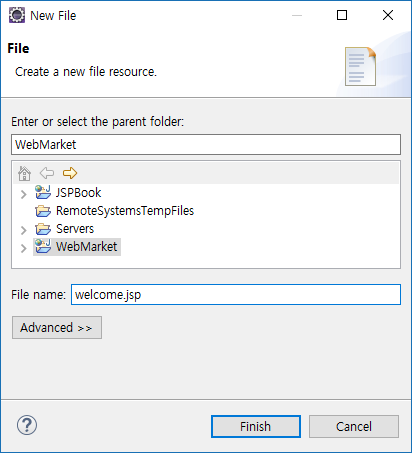 New File
File
Create a new file resource.
Enter or select the parent folder:
WebMarket
JSPBook
RemoteSystemsTempFiles
Servers
WebMarket
File name: welcome.jsp
Advanced >>
Finish Cancel